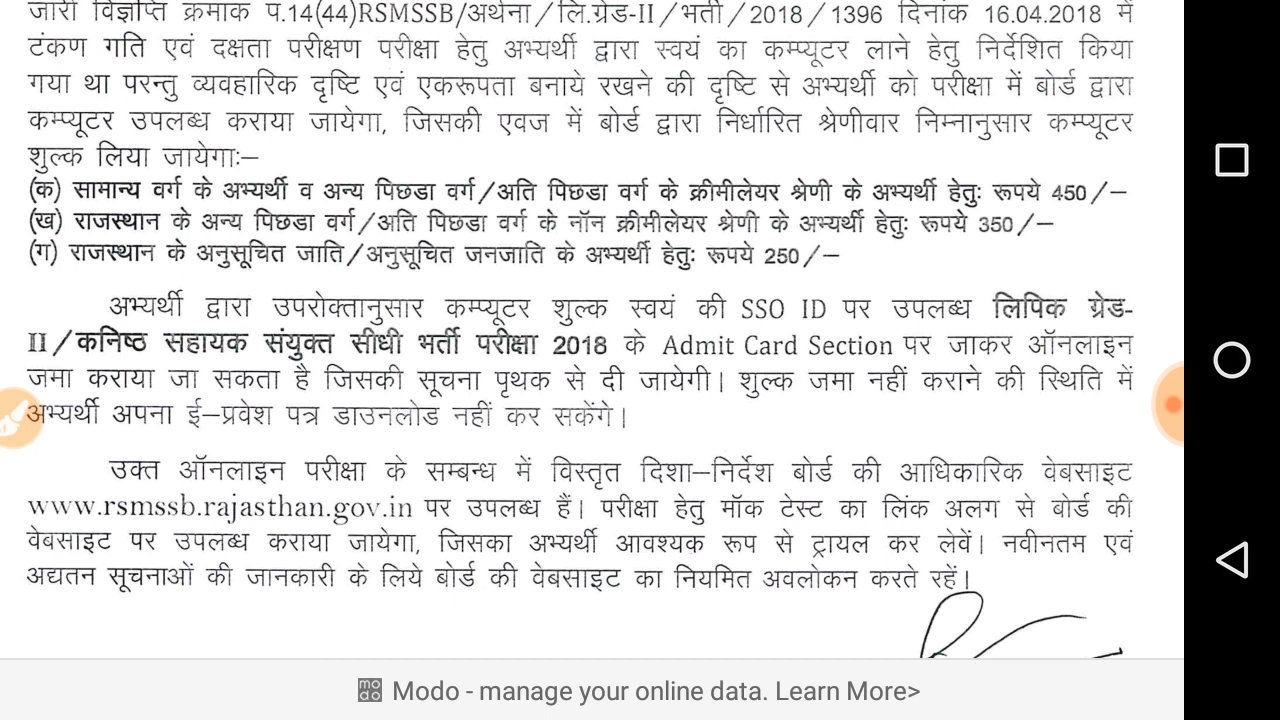 जारी विज्ञप्ति क्रमांक प.14(44)RSMSSB/अर्थना/लि.ग्रेड-II/भर्ती/2018/1396 दिनांक 16.04.2018 में
टंकण गति एवं दक्षता परीक्षण परीक्षा हेतु अभ्यर्थी द्वारा स्वयं का कम्प्यूटर लाने हेतु निर्देशित किया
गया था परन्तु व्यवहारिक दृष्टि एवं एकरूपता बनाये रखने की दृष्टि से अभ्यर्थी को परीक्षा में बोर्ड द्वारा
कम्प्यूटर उपलब्ध कराया जायेगा, जिसकी एवज में बोर्ड द्वारा निर्धारित श्रेणीवार निम्नानुसार कम्प्यूटर
शुल्क लिया जायेगाः–
(क) सामान्य वर्ग के अभ्यर्थी व अन्य पिछडा वर्ग/अति पिछडा वर्ग के क्रीमीलेयर श्रेणी के अभ्यर्थी हेतुः रूपये 450/–
(ख) राजस्थान के अन्य पिछडा वर्ग/अति पिछडा वर्ग के नॉन क्रीमीलेयर श्रेणी के अभ्यर्थी हेतुः रूपये 350/–
(ग) राजस्थान के अनुसूचित जाति/अनुसूचित जनजाति के अभ्यर्थी हेतुः रूपये 250/–
अभ्यर्थी द्वारा उपरोक्तानुसार कम्प्यूटर शुल्क स्वयं की SSO ID पर उपलब्ध लिपिक ग्रेड-
II/कनिष्ठ सहायक संयुक्त सीधी भर्ती परीक्षा 2018 के Admit Card Section पर जाकर ऑनलाइन
जमा कराया जा सकता है जिसकी सूचना पृथक से दी जायेगी। शुल्क जमा नहीं कराने की स्थिति में
अभ्यर्थी अपना ई–प्रवेश पत्र डाउनलोड नहीं कर सकेंगे।
उक्त ऑनलाइन परीक्षा के सम्बन्ध में विस्तृत दिशा–निर्देश बोर्ड की आधिकारिक वेबसाइट
www.rsmssb.rajasthan.gov.in पर उपलब्ध हैं। परीक्षा हेतु मॉक टेस्ट का लिंक अलग से बोर्ड की
वेबसाइट पर उपलब्ध कराया जायेगा, जिसका अभ्यर्थी आवश्यक रूप से ट्रायल कर लेवें। नवीनतम एवं
अद्यतन सूचनाओं की जानकारी के लिये बोर्ड की वेबसाइट का नियमित अवलोकन करते रहें।
modo Modo - manage your online data. Learn More>